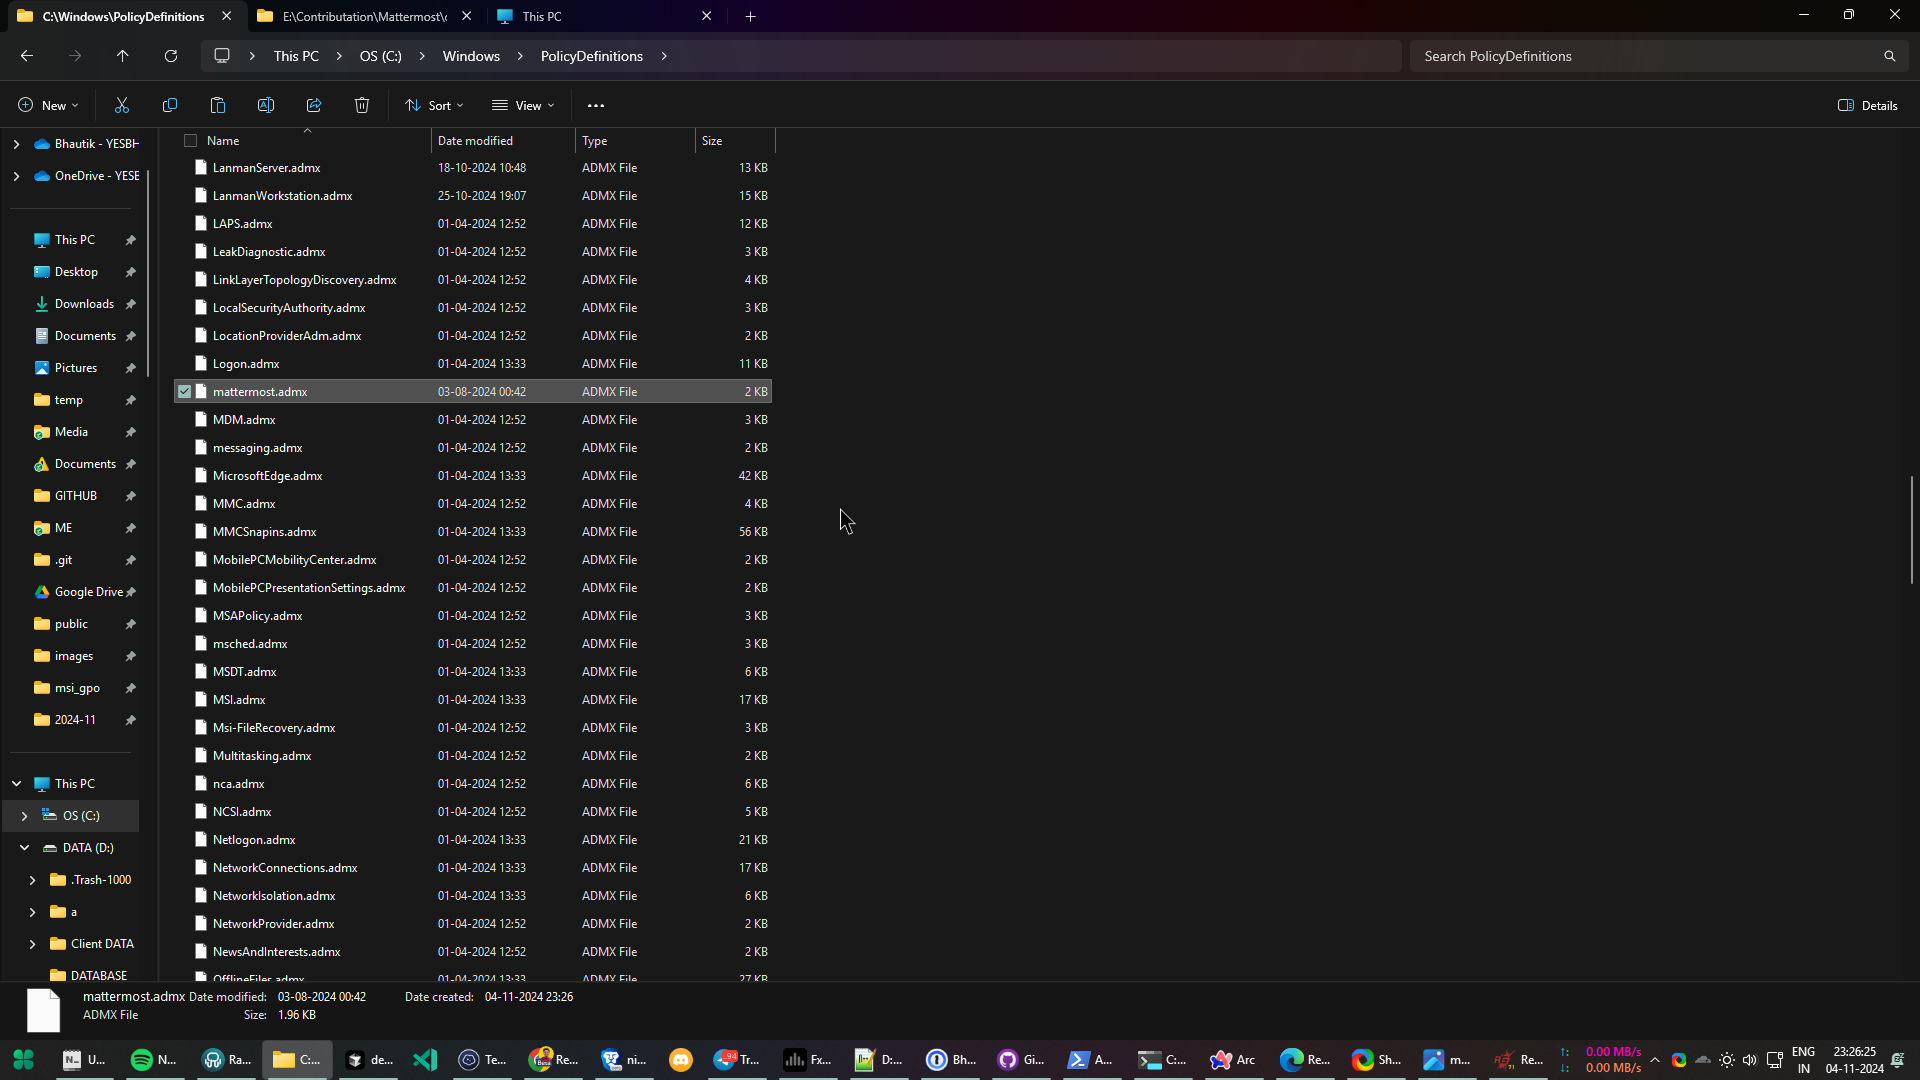 C:\Windows\PolicyDefinitions
E:\Contributation\Mattermost\
This PC
This PC
OS (C:)
Windows
PolicyDefinitions
Search PolicyDefinitions
New
Sort
View
Details
Name Date modified Type Size
Bhautik - YESBH
OneDrive - YESE
This PC
Desktop
Downloads
Documents
Pictures
temp
Media
Documents
GITHUB
ME
.git
Google Drive
public
images
msi_gpo
2024-11
This PC
OS (C:)
DATA (D:)
.Trash-1000
a
Client DATA
DATABASE
LanmanServer.admx 18-10-2024 10:48 ADMX File 13 KB
LanmanWorkstation.admx 25-10-2024 19:07 ADMX File 15 KB
LAPS.admx 01-04-2024 12:52 ADMX File 12 KB
LeakDiagnostic.admx 01-04-2024 12:52 ADMX File 3 KB
LinkLayerTopologyDiscovery.admx 01-04-2024 12:52 ADMX File 4 KB
LocalSecurityAuthority.admx 01-04-2024 12:52 ADMX File 3 KB
LocationProviderAdm.admx 01-04-2024 12:52 ADMX File 2 KB
Logon.admx 01-04-2024 13:33 ADMX File 11 KB
mattermost.admx 03-08-2024 00:42 ADMX File 2 KB
MDM.admx 01-04-2024 12:52 ADMX File 3 KB
messaging.admx 01-04-2024 12:52 ADMX File 2 KB
MicrosoftEdge.admx 01-04-2024 13:33 ADMX File 42 KB
MMC.admx 01-04-2024 12:52 ADMX File 4 KB
MMCSnapins.admx 01-04-2024 13:33 ADMX File 56 KB
MobilePCMobilityCenter.admx 01-04-2024 12:52 ADMX File 2 KB
MobilePCPresentationSettings.admx 01-04-2024 12:52 ADMX File 2 KB
MSAPolicy.admx 01-04-2024 12:52 ADMX File 3 KB
msched.admx 01-04-2024 12:52 ADMX File 3 KB
MSDT.admx 01-04-2024 13:33 ADMX File 6 KB
MSI.admx 01-04-2024 13:33 ADMX File 17 KB
Msi-FileRecovery.admx 01-04-2024 12:52 ADMX File 3 KB
Multitasking.admx 01-04-2024 12:52 ADMX File 2 KB
nca.admx 01-04-2024 12:52 ADMX File 6 KB
NCSI.admx 01-04-2024 12:52 ADMX File 5 KB
Netlogon.admx 01-04-2024 13:33 ADMX File 21 KB
NetworkConnections.admx 01-04-2024 13:33 ADMX File 17 KB
NetworkIsolation.admx 01-04-2024 13:33 ADMX File 6 KB
NetworkProvider.admx 01-04-2024 12:52 ADMX File 2 KB
NewsAndInterests.admx 01-04-2024 12:52 ADMX File 2 KB
OfflineFiles.admx 01-04-2024 13:33 ADMX File 27 KB
mattermost.admx Date modified: 03-08-2024 00:42 Date created: 04-11-2024 23:26
ADMX File Size: 1.96 KB
U... N... Ra... C:... de... Te... Re... ni... 94 Tr... Fx... D:... Bh... Gi... A... C:... Arc Re... Sh... m... Re...
0.00 MB/s
0.00 MB/s
ENG
IN
23:26:25
04-11-2024